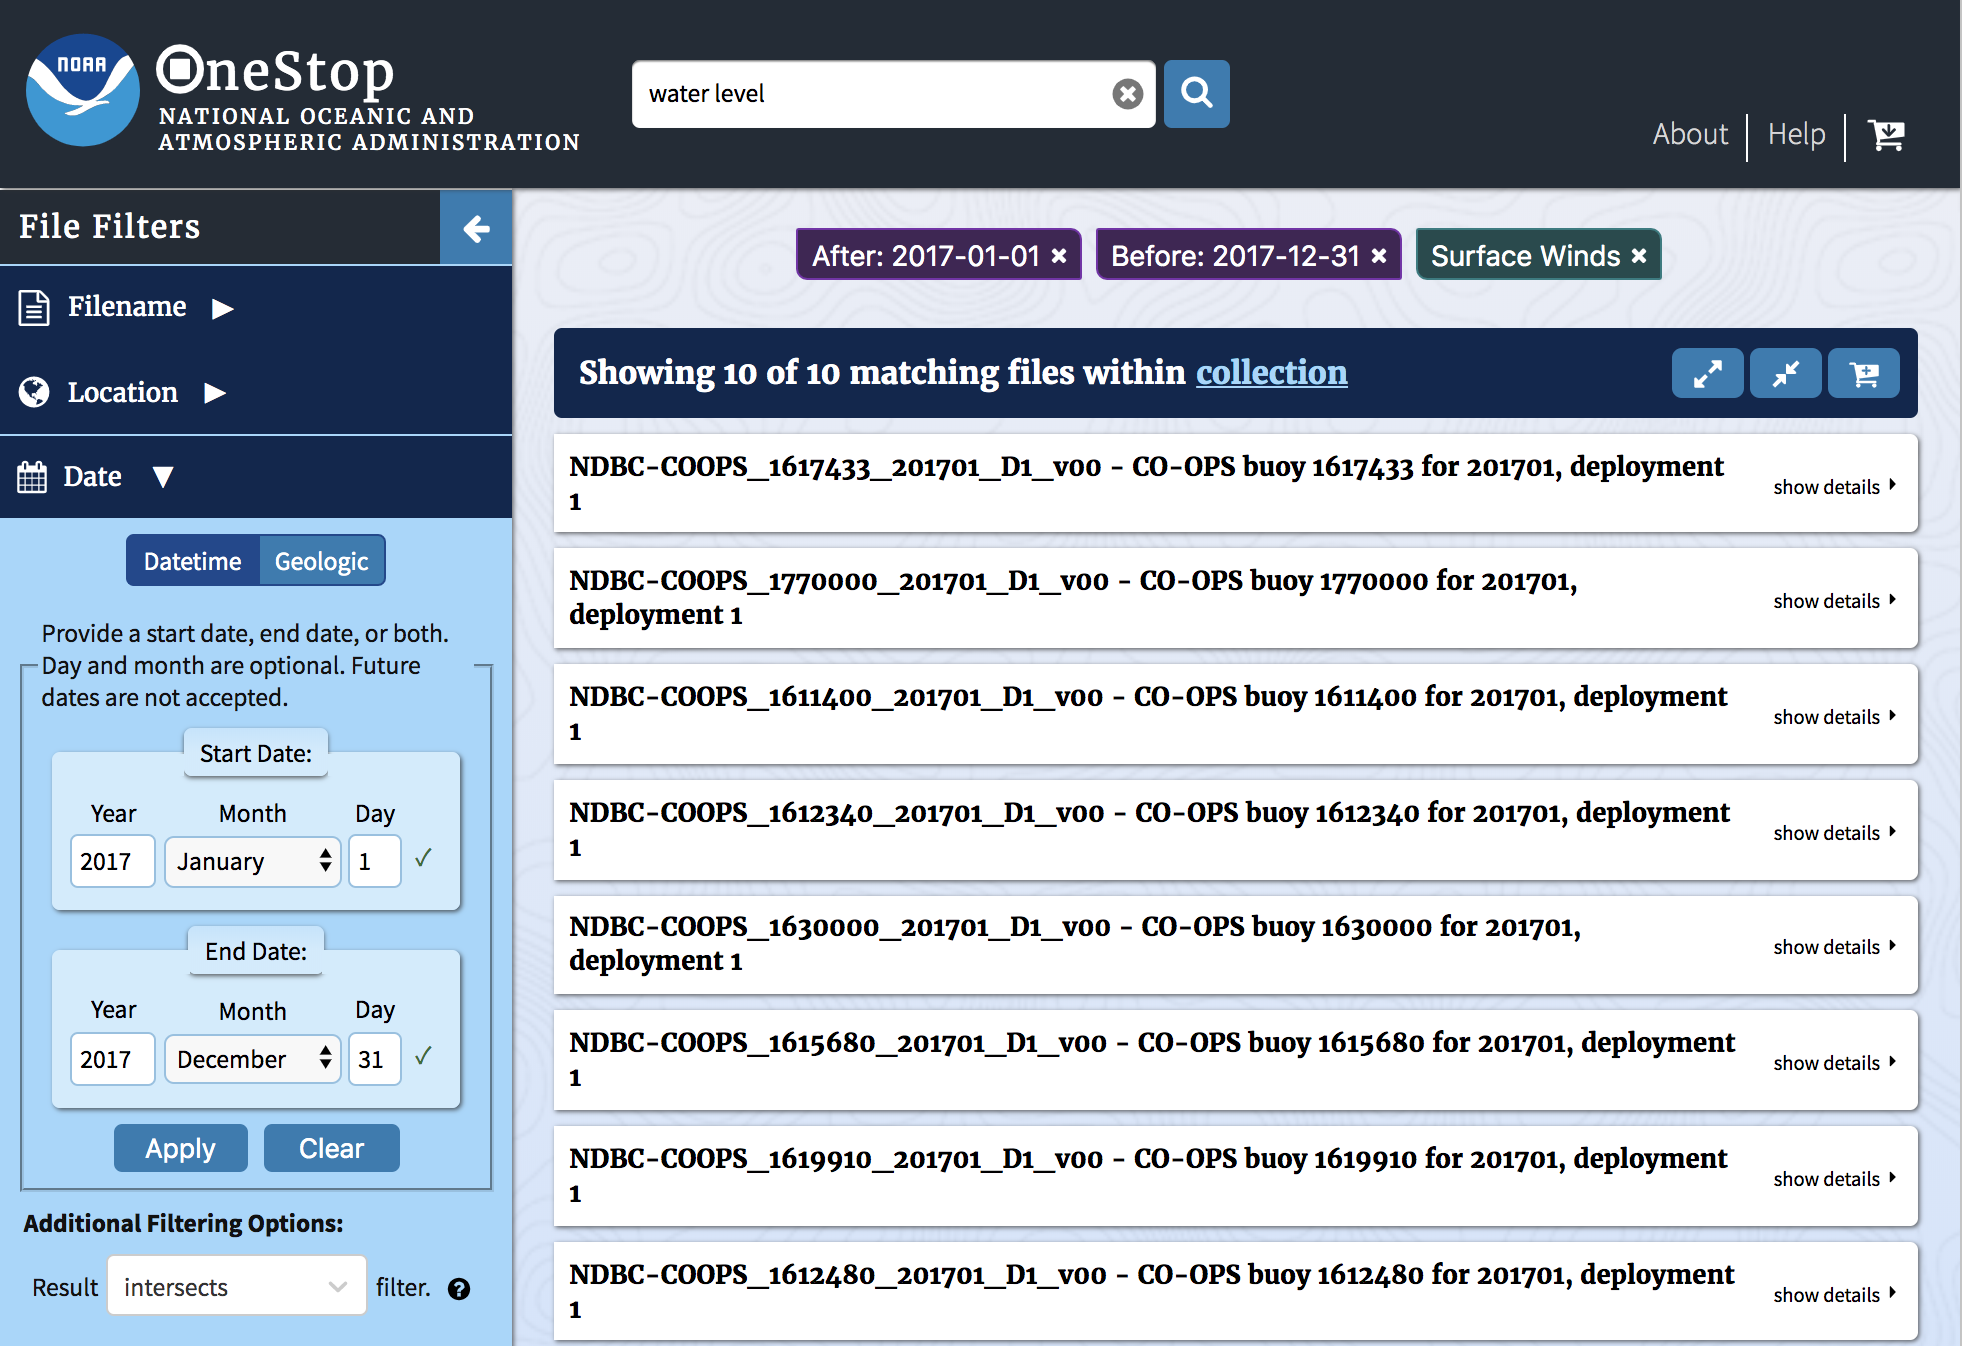 NOAA
OneStop
NATIONAL OCEANIC AND
ATMOSPHERIC ADMINISTRATION
water level
About
Help
File Filters
Filename
Location
Date
Datetime
Geologic
Provide a start date, end date, or both.
Day and month are optional. Future
dates are not accepted.
Start Date:
Year Month Day
2017 January 1 ✓
End Date:
Year Month Day
2017 December 31 ✓
Apply
Clear
Additional Filtering Options:
Result intersects filter. ?
After: 2017-01-01 ×
Before: 2017-12-31 ×
Surface Winds ×
Showing 10 of 10 matching files within collection
NDBC-COOPS_1617433_201701_D1_v00 - CO-OPS buoy 1617433 for 201701, deployment
1
show details
NDBC-COOPS_1770000_201701_D1_v00 - CO-OPS buoy 1770000 for 201701,
deployment 1
show details
NDBC-COOPS_1611400_201701_D1_v00 - CO-OPS buoy 1611400 for 201701, deployment
1
show details
NDBC-COOPS_1612340_201701_D1_v00 - CO-OPS buoy 1612340 for 201701, deployment
1
show details
NDBC-COOPS_1630000_201701_D1_v00 - CO-OPS buoy 1630000 for 201701,
deployment 1
show details
NDBC-COOPS_1615680_201701_D1_v00 - CO-OPS buoy 1615680 for 201701, deployment
1
show details
NDBC-COOPS_1619910_201701_D1_v00 - CO-OPS buoy 1619910 for 201701, deployment
1
show details
NDBC-COOPS_1612480_201701_D1_v00 - CO-OPS buoy 1612480 for 201701, deployment
1
show details